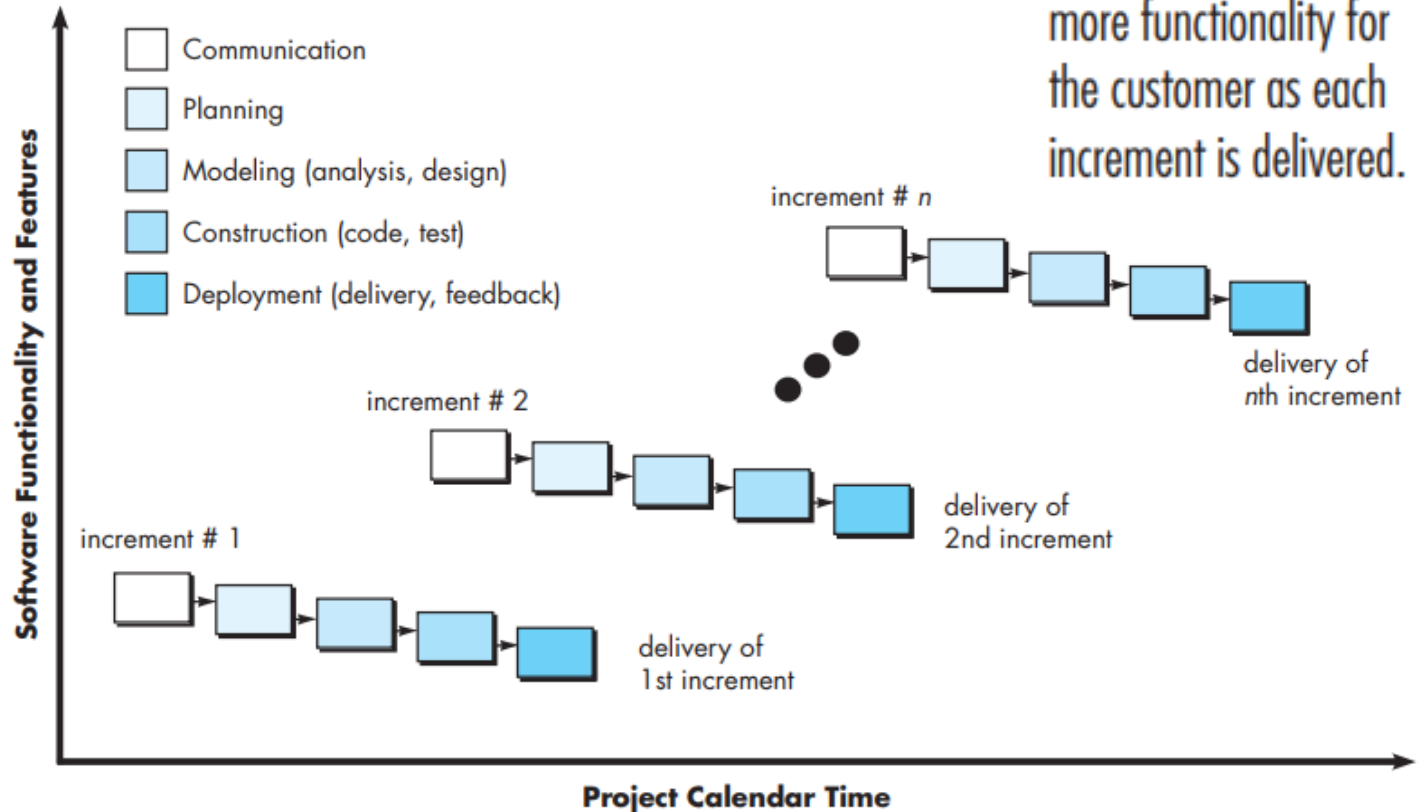 more functionality for
the customer as each
increment is delivered.
Communication
Planning
Modeling (analysis, design)
Construction (code, test)
Deployment (delivery, feedback)
increment # n
delivery of
nth increment
increment # 2
delivery of
2nd increment
increment # 1
delivery of
1st increment
Software Functionality and Features
Project Calendar Time